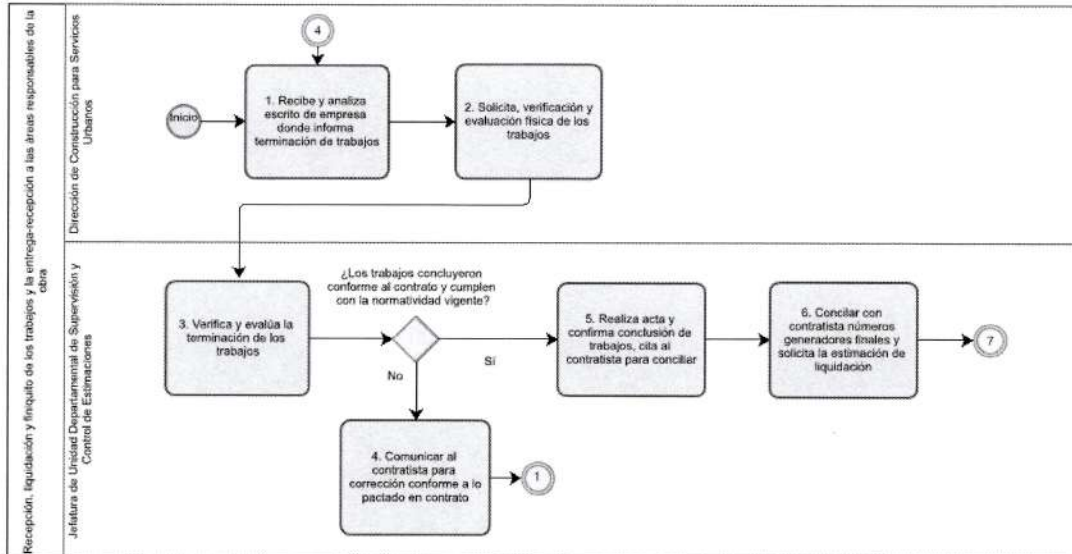 Recepción, liquidación y finiquito de los trabajos y la entrega-recepción a las áreas responsables de la
obra
Dirección de Construcción para Servicios
Urbanos
4
Inicio
1. Recibe y analiza
escrito de empresa
donde informa
terminación de trabajos
2. Solicita, verificación y
evaluación física de los
trabajos
Jefatura de Unidad Departamental de Supervisión y
Control de Estimaciones
3. Verifica y evalúa la
terminación de los
trabajos
¿Los trabajos concluyeron
conforme al contrato y cumplen
con la normatividad vigente?
No
Sí
4. Comunicar al
contratista para
corrección conforme a lo
pactado en contrato
1
5. Realiza acta y
confirma conclusión de
trabajos, cita al
contratista para conciliar
6. Concilar con
contratista números
generadores finales y
solicita la estimación de
liquidación
7